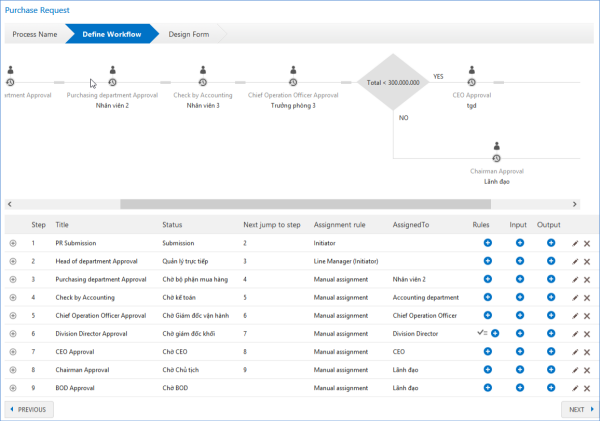 Purchase Request
Process Name Define Workflow Design Form
rtment Approval Purchasing department Approval Check by Accounting Chief Operation Officer Approval Total < 300.000.000 YES CEO Approval
Nhân viên 2 Nhân viên 3 Trưởng phòng 3 tgd
NO
Chairman Approval
Lãnh đạo
Step Title Status Next jump to step Assignment rule AssignedTo Rules Input Output
1 PR Submission Submission 2 Initiator
2 Head of department Approval Quản lý trực tiếp 3 Line Manager (Initiator)
3 Purchasing department Approval Chờ bộ phận mua hàng 4 Manual assignment Nhân viên 2
4 Check by Accounting Chờ kế toán 5 Manual assignment Accounting department
5 Chief Operation Officer Approval Chờ Giám đốc vận hành 6 Manual assignment Chief Operation Officer
6 Division Director Approval Chờ giám đốc khối 7 Manual assignment Division Director
7 CEO Approval Chờ CEO 8 Manual assignment CEO
8 Chairman Approval Chờ Chủ tịch 9 Manual assignment Lãnh đạo
9 BOD Approval Chờ BOD Manual assignment Lãnh đạo
PREVIOUS NEXT